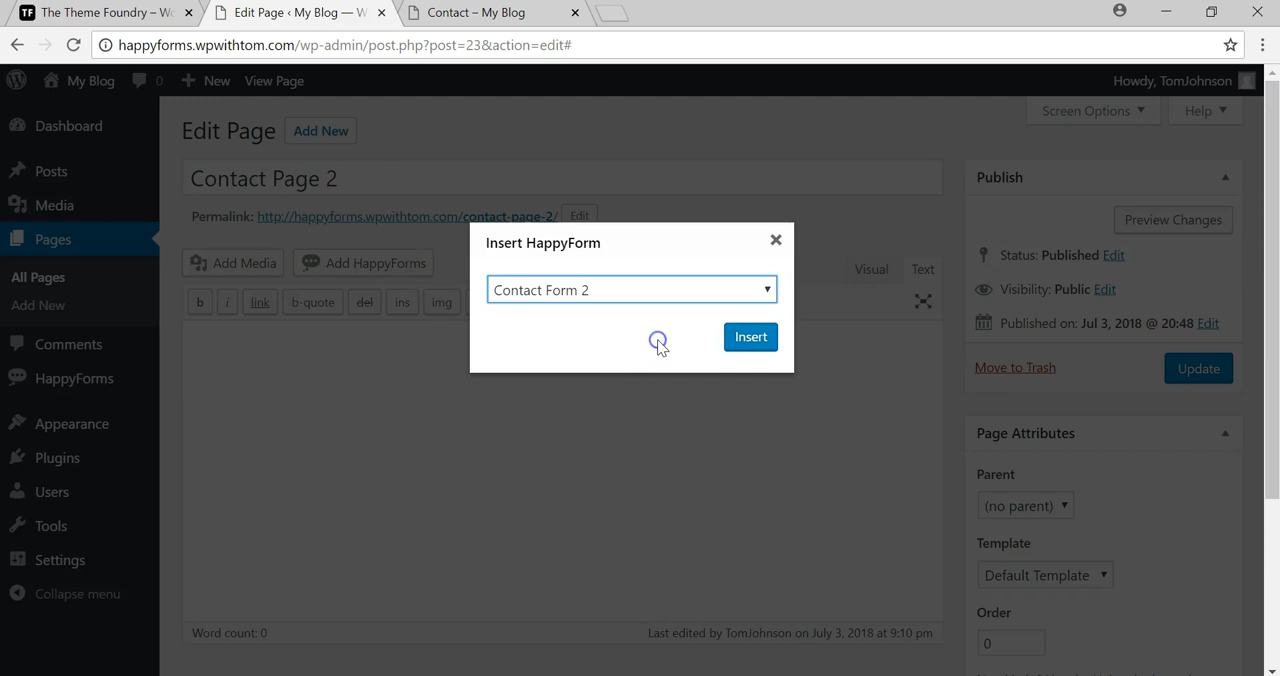 The Theme Foundry – Wo
Edit Page ‹ My Blog — W
Contact – My Blog
happyforms.wpwithtom.com/wp-admin/post.php?post=23&action=edit#
My Blog
0
New
View Page
Howdy, TomJohnson
Dashboard
Posts
Media
Pages
All Pages
Add New
Comments
HappyForms
Appearance
Plugins
Users
Tools
Settings
Collapse menu
Screen Options
Help
Edit Page
Add New
Contact Page 2
Permalink: http://happyforms.wpwithtom.com/contact-page-2/ Edit
Add Media
Add HappyForms
Visual
Text
b
i
link
b-quote
del
ins
img
Insert HappyForm
Contact Form 2
Insert
Word count: 0
Last edited by TomJohnson on July 3, 2018 at 9:10 pm
Publish
Preview Changes
Status: Published Edit
Visibility: Public Edit
Published on: Jul 3, 2018 @ 20:48 Edit
Move to Trash
Update
Page Attributes
Parent
(no parent)
Template
Default Template
Order
0